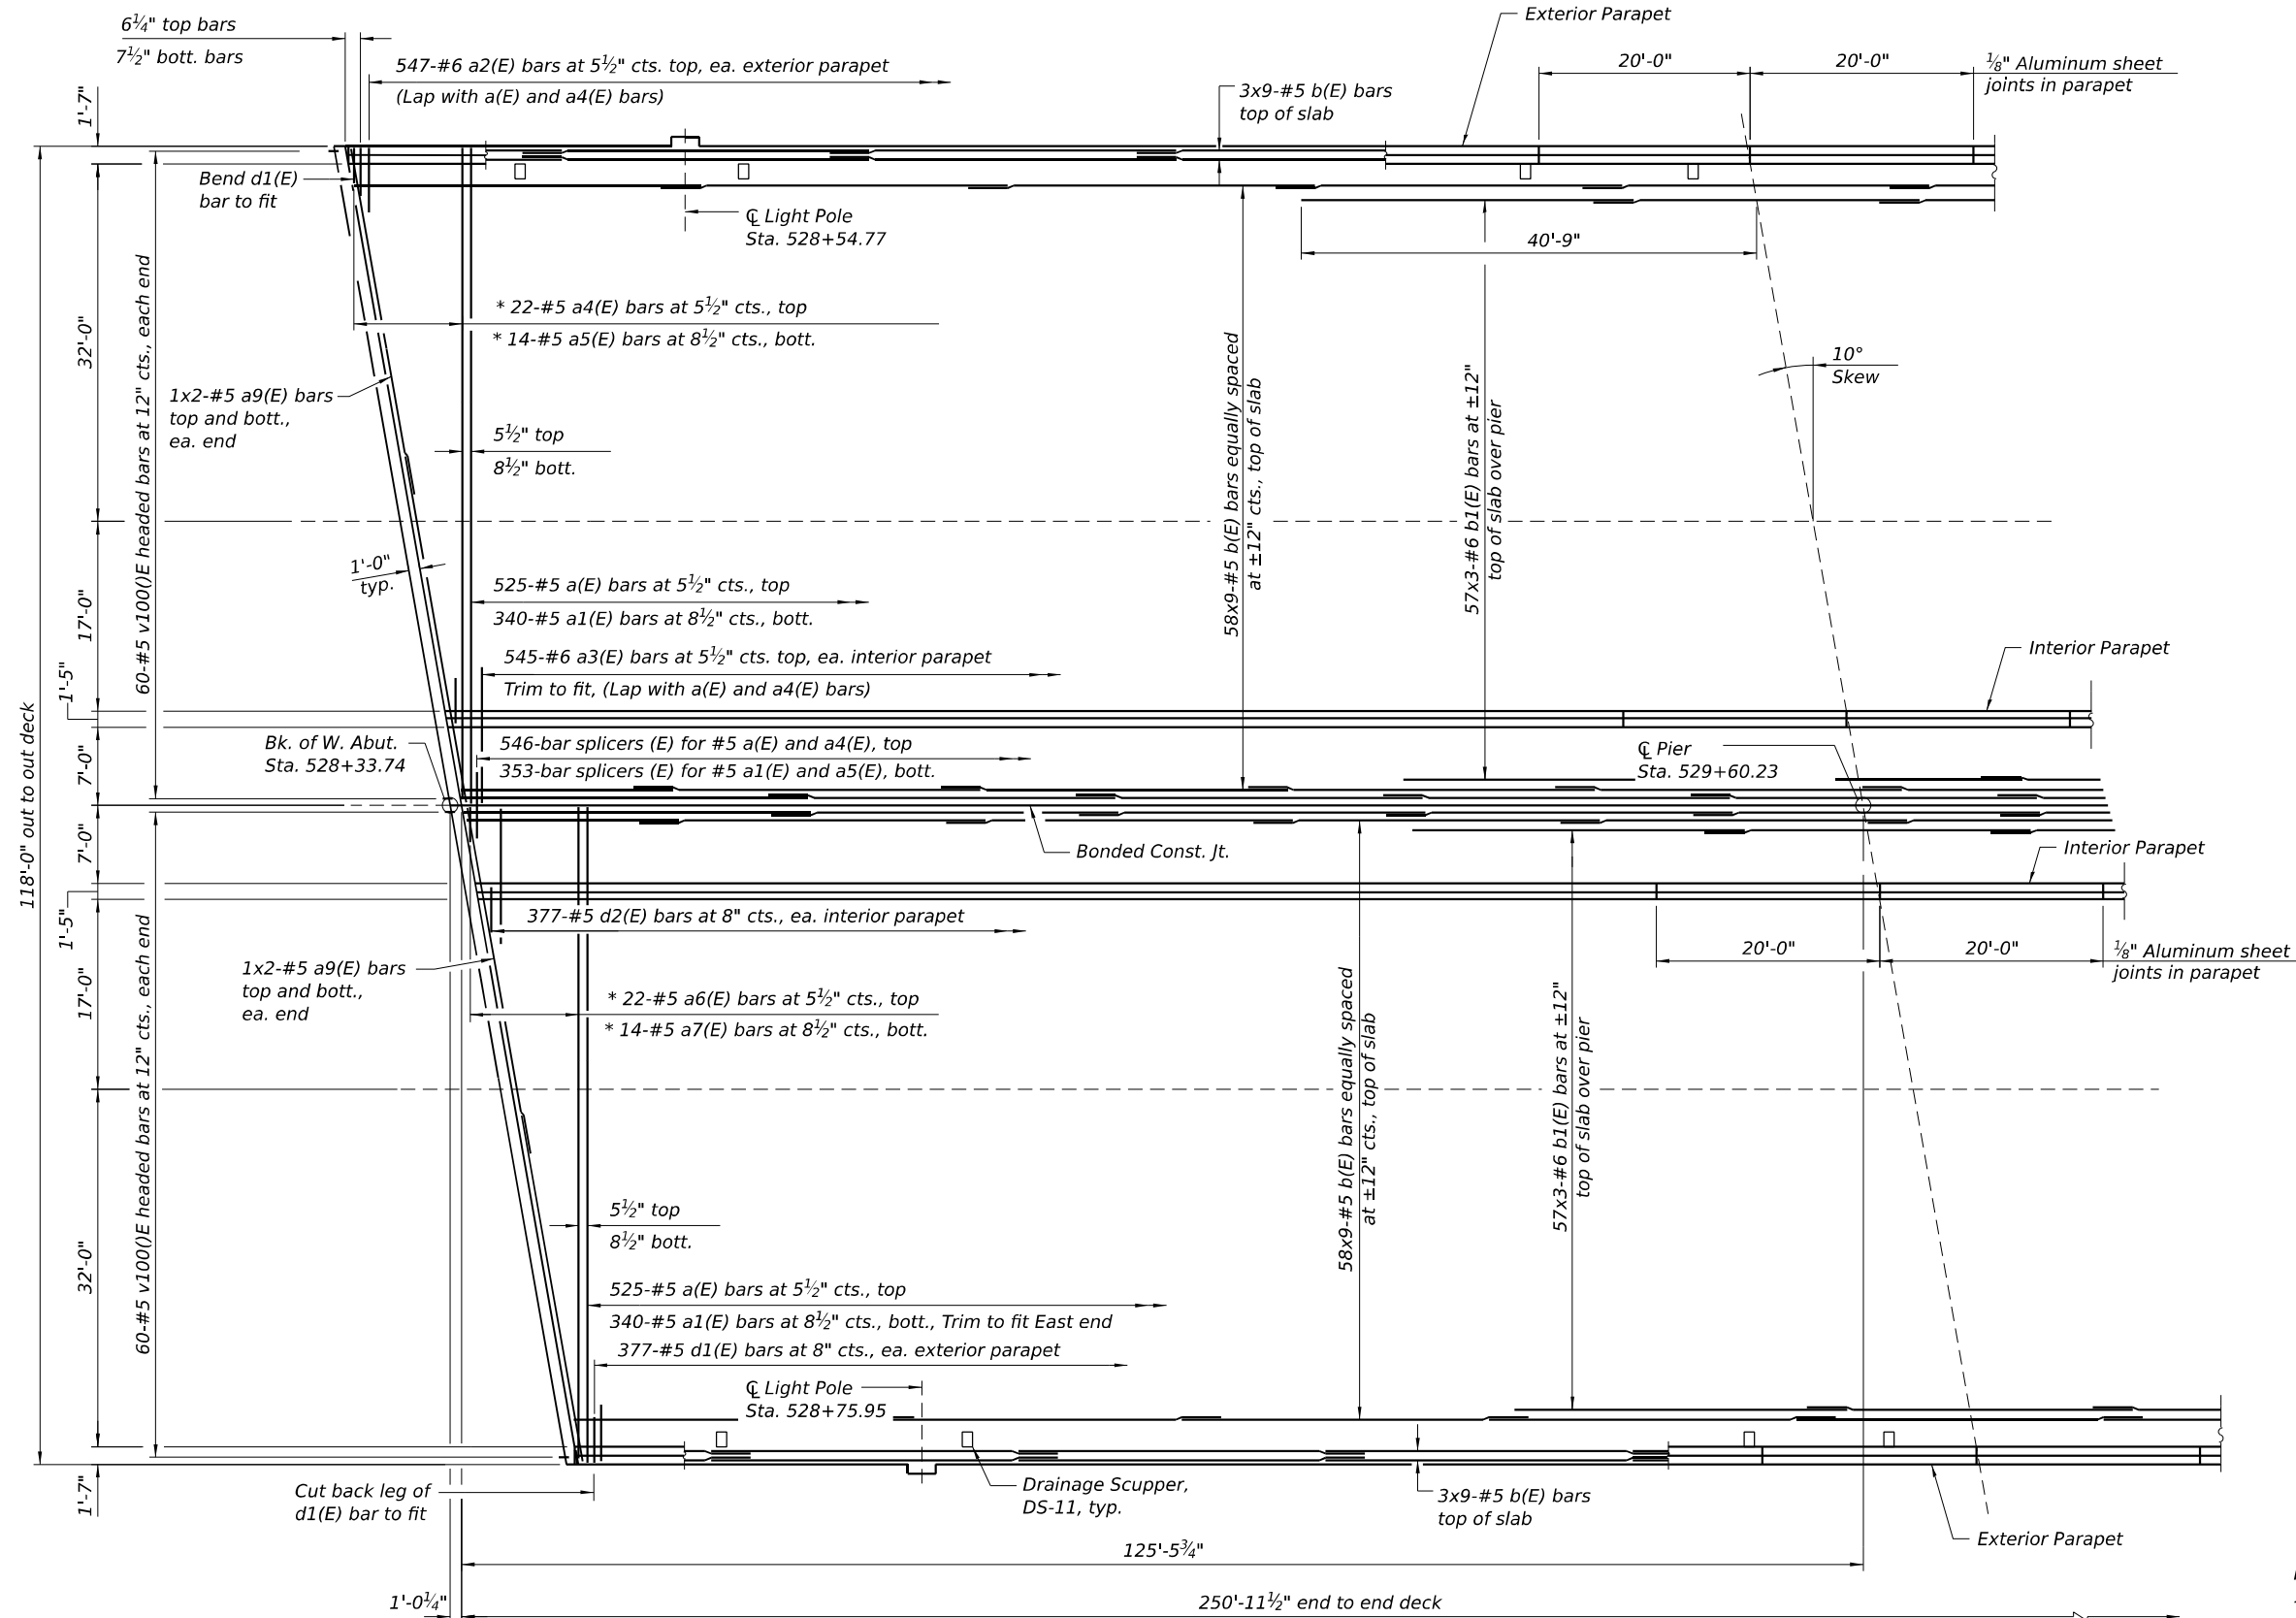 6¼" top bars
7½" bott. bars
547-#6 a2(E) bars at 5½" cts. top, ea. exterior parapet
(Lap with a(E) and a4(E) bars)
Exterior Parapet
3x9-#5 b(E) bars
top of slab
20'-0"
20'-0"
⅛" Aluminum sheet
joints in parapet
1'-7"
Bend d1(E)
bar to fit
℄ Light Pole
Sta. 528+54.77
40'-9"
32'-0"
60-#5 v100()E headed bars at 12" cts., each end
* 22-#5 a4(E) bars at 5½" cts., top
* 14-#5 a5(E) bars at 8½" cts., bott.
10°
Skew
1x2-#5 a9(E) bars
top and bott.,
ea. end
5½" top
8½" bott.
58x9-#5 b(E) bars equally spaced
at ±12" cts., top of slab
57x3-#6 b1(E) bars at ±12"
top of slab over pier
1'-0"
typ.
17'-0"
525-#5 a(E) bars at 5½" cts., top
340-#5 a1(E) bars at 8½" cts., bott.
545-#6 a3(E) bars at 5½" cts. top, ea. interior parapet
Trim to fit, (Lap with a(E) and a4(E) bars)
Interior Parapet
1'-5"
118'-0" out to out deck
7'-0"
Bk. of W. Abut.
Sta. 528+33.74
546-bar splicers (E) for #5 a(E) and a4(E), top
353-bar splicers (E) for #5 a1(E) and a5(E), bott.
℄ Pier
Sta. 529+60.23
7'-0"
Bonded Const. Jt.
Interior Parapet
1'-5"
377-#5 d2(E) bars at 8" cts., ea. interior parapet
20'-0"
20'-0"
⅛" Aluminum sheet
joints in parapet
17'-0"
1x2-#5 a9(E) bars
top and bott.,
ea. end
* 22-#5 a6(E) bars at 5½" cts., top
* 14-#5 a7(E) bars at 8½" cts., bott.
60-#5 v100()E headed bars at 12" cts., each end
58x9-#5 b(E) bars equally spaced
at ±12" cts., top of slab
57x3-#6 b1(E) bars at ±12"
top of slab over pier
32'-0"
5½" top
8½" bott.
525-#5 a(E) bars at 5½" cts., top
340-#5 a1(E) bars at 8½" cts., bott., Trim to fit East end
377-#5 d1(E) bars at 8" cts., ea. exterior parapet
℄ Light Pole
Sta. 528+75.95
1'-7"
Cut back leg of
d1(E) bar to fit
Drainage Scupper,
DS-11, typ.
3x9-#5 b(E) bars
top of slab
Exterior Parapet
125'-5¾"
1'-0¼"
250'-11½" end to end deck